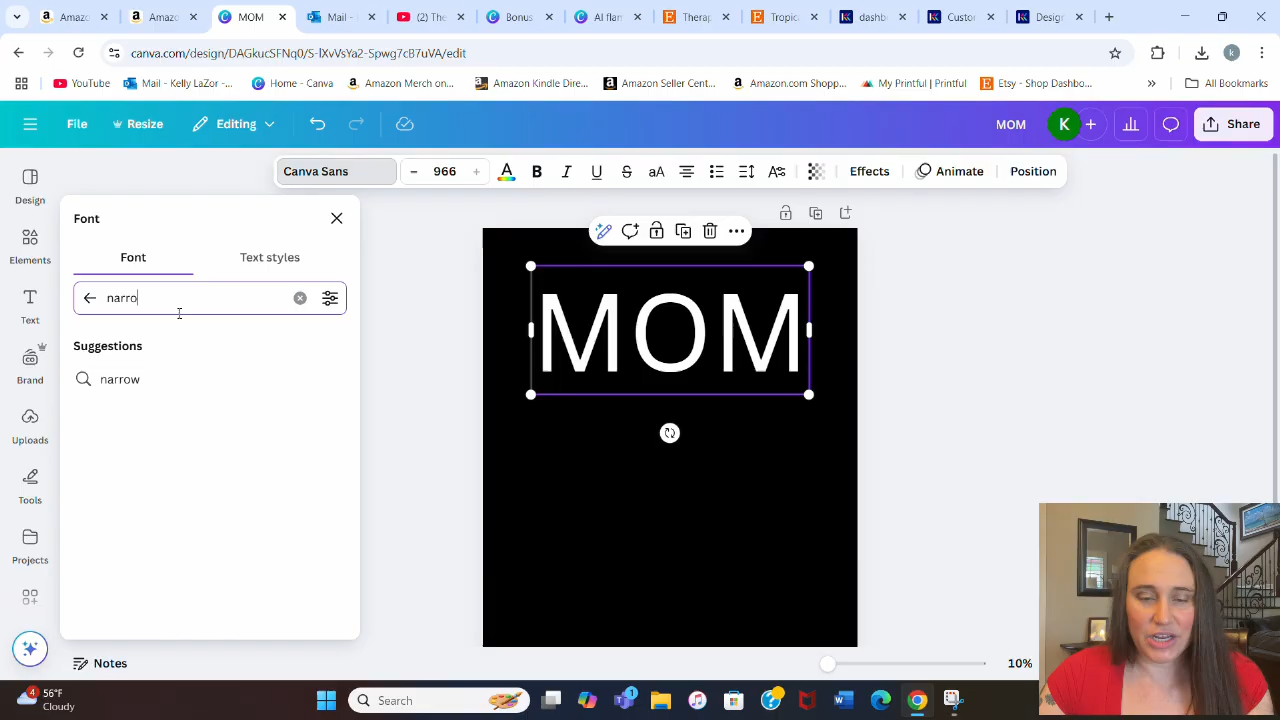 Amazo
Amazo
MOM
Mail -
(2) The
Bonus
AI flam
Therap
Tropic
dashb
Custor
Design
canva.com/design/DAGkucSFNq0/S-lXvVsYa2-Spwg7cB7uVA/edit
k
YouTube
Mail - Kelly LaZor -...
Home - Canva
Amazon Merch on...
Amazon Kindle Dire...
Amazon Seller Cent...
Amazon.com Shopp...
My Printful | Printful
Etsy - Shop Dashbo...
All Bookmarks
File
Resize
Editing
MOM
K
Share
Canva Sans
966
Effects
Animate
Position
Design
Elements
Text
Brand
Uploads
Tools
Projects
Font
Font
Text styles
narro
Suggestions
narrow
MOM
Notes
10%
4
56°F
Cloudy
Search
1